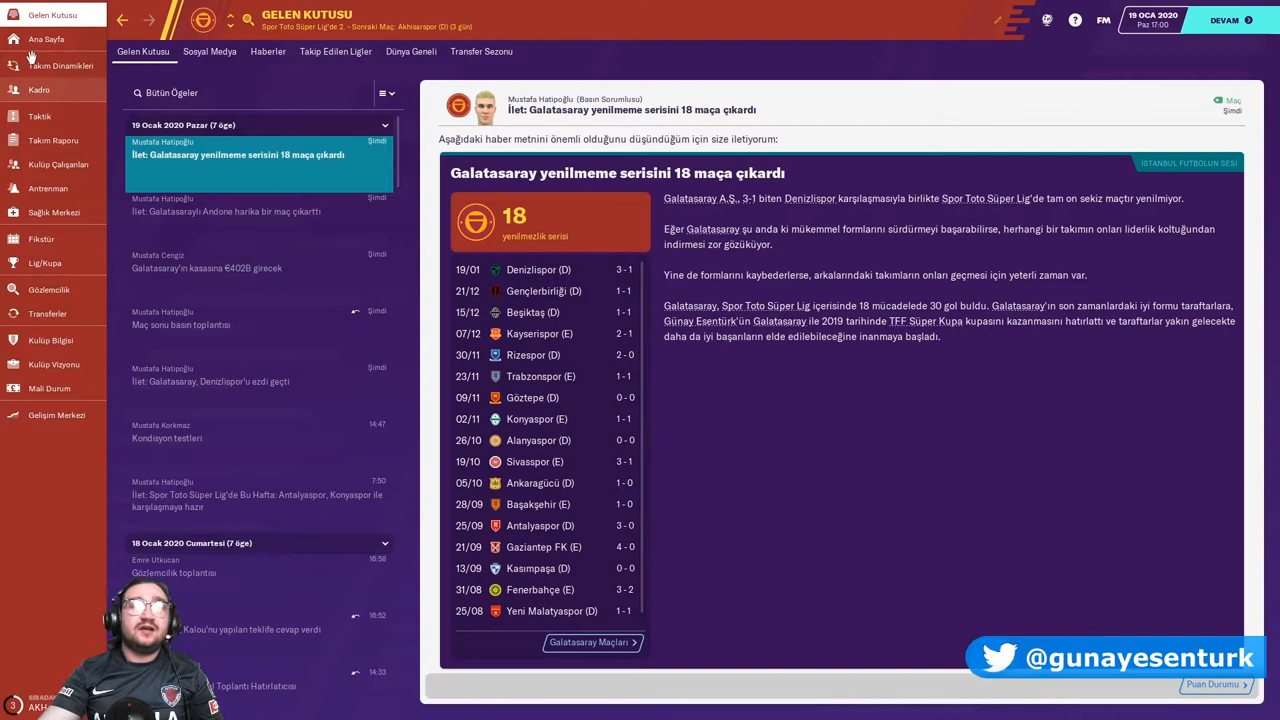 Gelen Kutusu
Ana Sayfa
Takım Dinamikleri
Kadro
Taktik
Takım Raporu
Kulüp Çalışanları
Antrenman
Sağlık Merkezi
Fikstür
Lig/Kupa
Gözlemcilik
Transferler
Kulüp Bilgisi
Kulüp Vizyonu
Mali Durum
Gelişim Merkezi
3
AKH
GELEN KUTUSU
Spor Toto Süper Lig'de 2. - Sonraki Maç: Akhisarspor (D) (3 gün)
?
FM
19 OCA 2020
Paz 17:00
DEVAM
Gelen Kutusu Sosyal Medya Haberler Takip Edilen Ligler Dünya Geneli Transfer Sezonu
Bütün Ögeler
19 Ocak 2020 Pazar (7 öge)
Mustafa Hatipoğlu Şimdi
İlet: Galatasaray yenilmeme serisini 18 maça çıkardı
Mustafa Hatipoğlu Şimdi
İlet: Galatasaraylı Andone harika bir maç çıkarttı
Mustafa Cengiz Şimdi
Galatasaray'ın kasasına €402B girecek
Mustafa Hatipoğlu Şimdi
Maç sonu basın toplantısı
Mustafa Hatipoğlu Şimdi
İlet: Galatasaray, Denizlispor'u ezdi geçti
Mustafa Korkmaz 14:47
Kondisyon testleri
Mustafa Hatipoğlu 7:50
İlet: Spor Toto Süper Lig'de Bu Hafta: Antalyaspor, Konyaspor ile
karşılaşmaya hazır
18 Ocak 2020 Cumartesi (7 öge)
Emre Utkucan 16:58
Gözlemcilik toplantısı
16:52
Kalou'nu yapılan teklife cevap verdi
14:33
Toplantı Hatırlatıcısı
Mustafa Hatipoğlu (Basın Sorumlusu)
İlet: Galatasaray yenilmeme serisini 18 maça çıkardı
Maç
Şimdi
Aşağıdaki haber metnini önemli olduğunu düşündüğüm için size iletiyorum:
İSTANBUL FUTBOLUN SESİ
Galatasaray yenilmeme serisini 18 maça çıkardı
18
yenilmezlik serisi
19/01 Denizlispor (D) 3 - 1
21/12 Gençlerbirliği (D) 1 - 1
15/12 Beşiktaş (D) 1 - 1
07/12 Kayserispor (E) 2 - 1
30/11 Rizespor (D) 2 - 0
23/11 Trabzonspor (E) 1 - 1
09/11 Göztepe (D) 0 - 0
02/11 Konyaspor (E) 1 - 1
26/10 Alanyaspor (D) 0 - 0
19/10 Sivasspor (E) 3 - 1
05/10 Ankaragücü (D) 1 - 0
28/09 Başakşehir (E) 1 - 0
25/09 Antalyaspor (D) 3 - 0
21/09 Gaziantep FK (E) 4 - 0
13/09 Kasımpaşa (D) 0 - 0
31/08 Fenerbahçe (E) 3 - 2
25/08 Yeni Malatyaspor (D) 1 - 1
Galatasaray Maçları
Galatasaray A.Ş., 3-1 biten Denizlispor karşılaşmasıyla birlikte Spor Toto Süper Lig'de tam on sekiz maçtır yenilmiyor.
Eğer Galatasaray şu anda ki mükemmel formlarını sürdürmeyi başarabilirse, herhangi bir takımın onları liderlik koltuğundan
indirmesi zor gözüküyor.
Yine de formlarını kaybederlerse, arkalarındaki takımların onları geçmesi için yeterli zaman var.
Galatasaray, Spor Toto Süper Lig içerisinde 18 mücadelede 30 gol buldu. Galatasaray'ın son zamanlardaki iyi formu taraftarlara,
Günay Esentürk'ün Galatasaray ile 2019 tarihinde TFF Süper Kupa kupasını kazanmasını hatırlattı ve taraftarlar yakın gelecekte
daha da iyi başarıların elde edilebileceğine inanmaya başladı.
@gunayesenturk
Puan Durumu